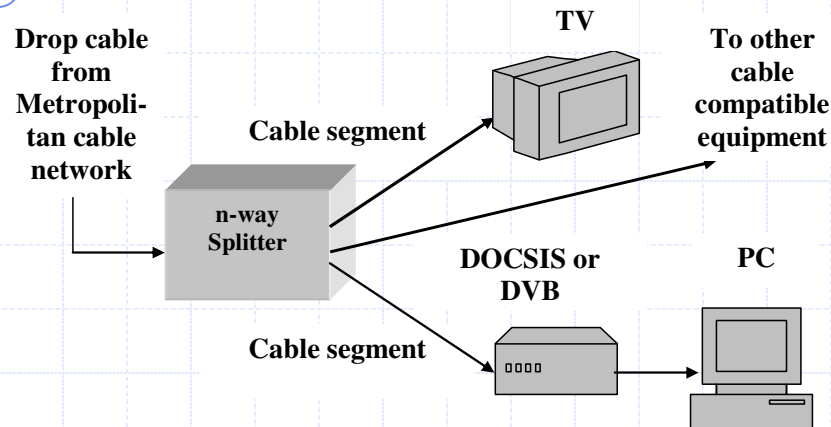 Drop cable
from
Metropoli-
tan cable
network
Cable segment
TV
To other
cable
compatible
equipment
n-way
Splitter
DOCSIS or
DVB
PC
Cable segment